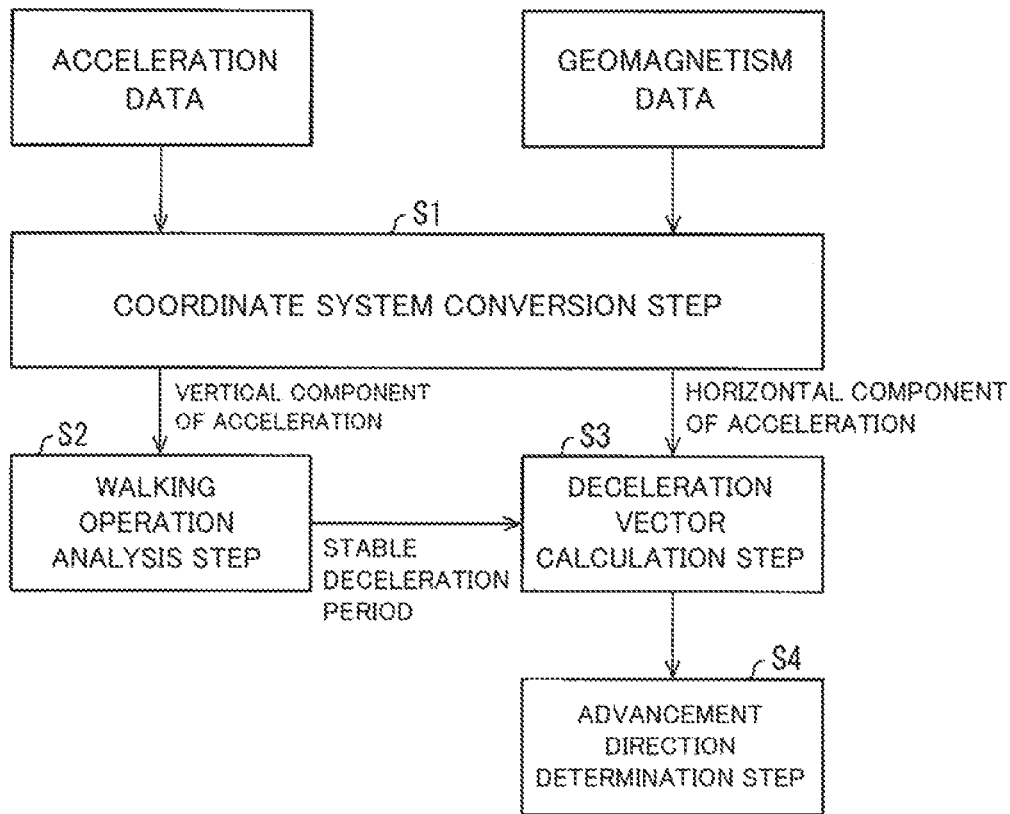 ACCELERATION
DATA
GEOMAGNETISM
DATA
S1
COORDINATE SYSTEM CONVERSION STEP
VERTICAL COMPONENT
OF ACCELERATION
HORIZONTAL COMPONENT
OF ACCELERATION
S2
WALKING
OPERATION
ANALYSIS STEP
STABLE
DECELERATION
PERIOD
S3
DECELERATION
VECTOR
CALCULATION STEP
S4
ADVANCEMENT
DIRECTION
DETERMINATION STEP